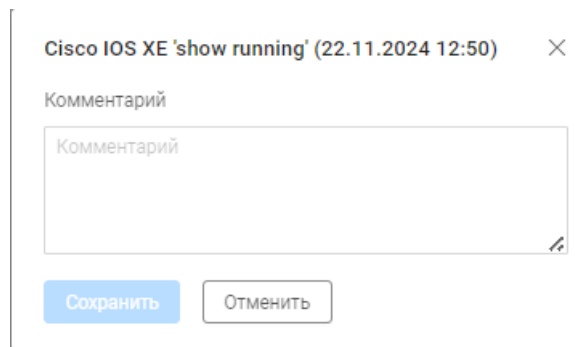 Cisco IOS XE 'show running' (22.11.2024 12:50)
Комментарий
Комментарий
Сохранить
Отменить